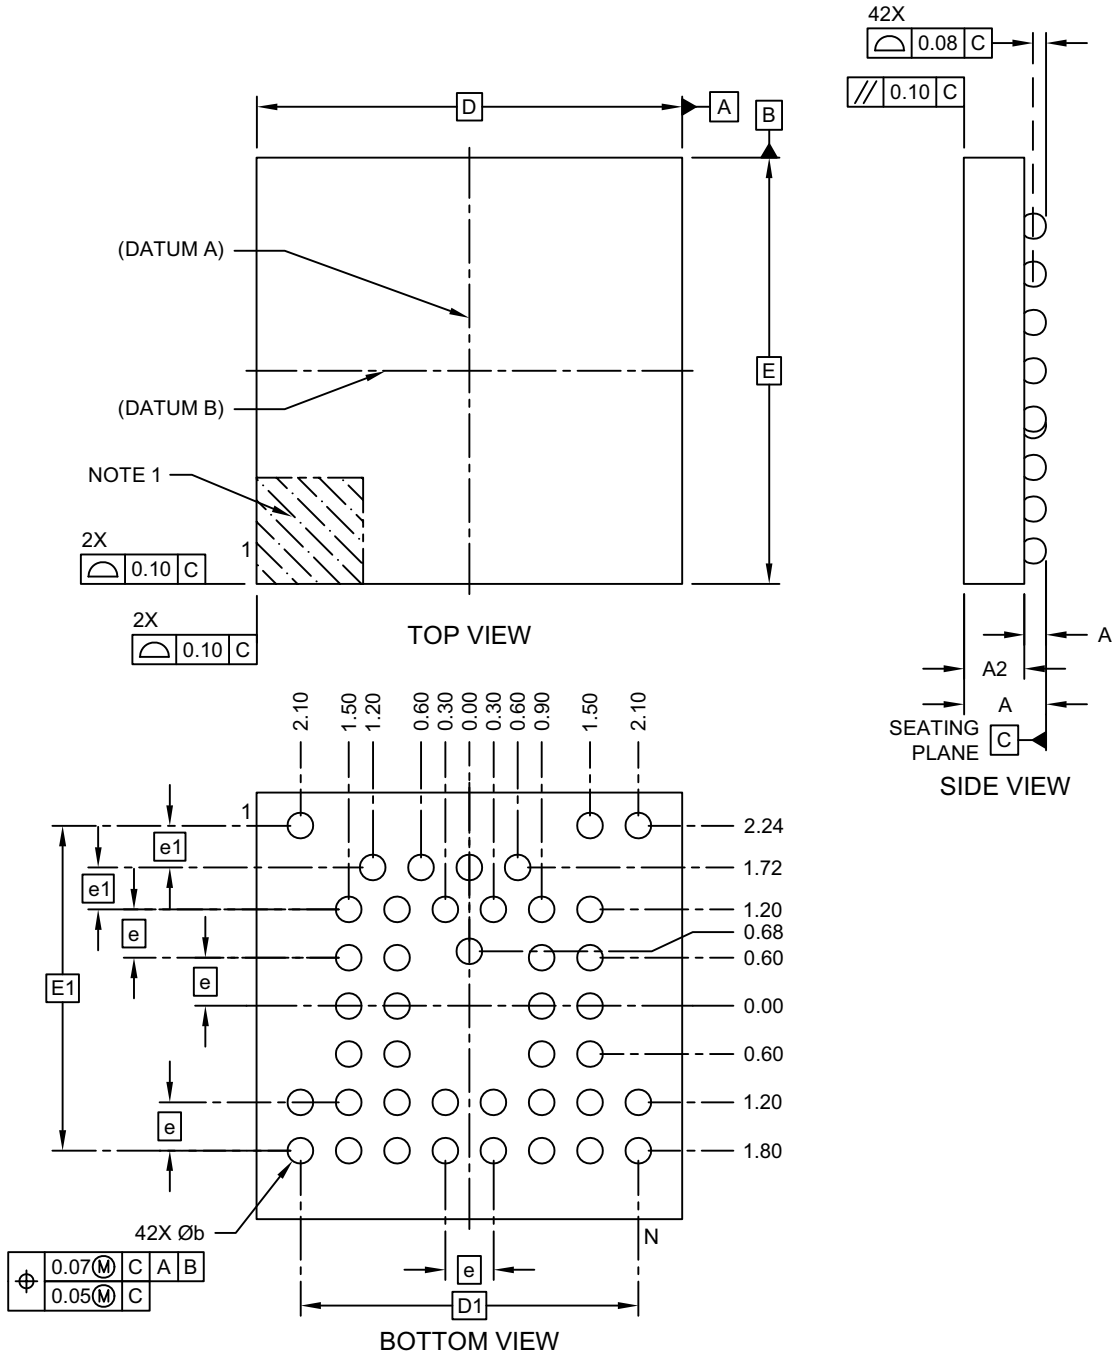 42X
0.08 C
// 0.10 C
D
A
B
(DATUM A)
E
(DATUM B)
NOTE 1
2X
0.10 C
1
2X
0.10 C
TOP VIEW
A
A2
A
SEATING
PLANE
C
SIDE VIEW
2.10
1.50
1.20
0.60
0.30
0.00
0.30
0.60
0.90
1.50
2.10
1
e1
e1
e
e
E1
e
2.24
1.72
1.20
0.68
0.60
0.00
0.60
1.20
1.80
42X Øb
0.07Ⓜ C A B
0.05Ⓜ C
N
e
D1
BOTTOM VIEW